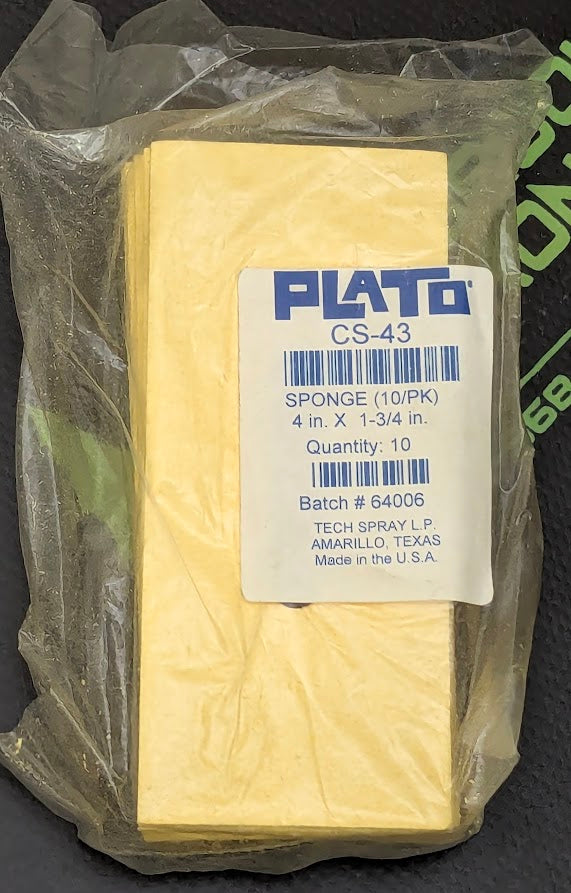 PLATO
CS-43
SPONGE (10/PK)
4 in. X 1-3/4 in.
Quantity: 10
Batch # 64006
TECH SPRAY L.P.
AMARILLO, TEXAS
Made in the U.S.A.